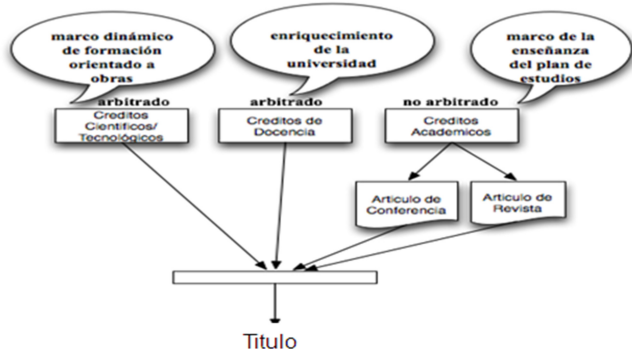 marco dinámico
de formación
orientado a
obras
enriquecimiento
de la
universidad
marco de la
enseñanza
del plan de
estudios
arbitrado
arbitrado
no arbitrado
Creditos
Cientificos/
Tecnológicos
Creditos de
Docencia
Creditos
Academicos
Articulo de
Conferencia
Articulo de
Revista
Titulo